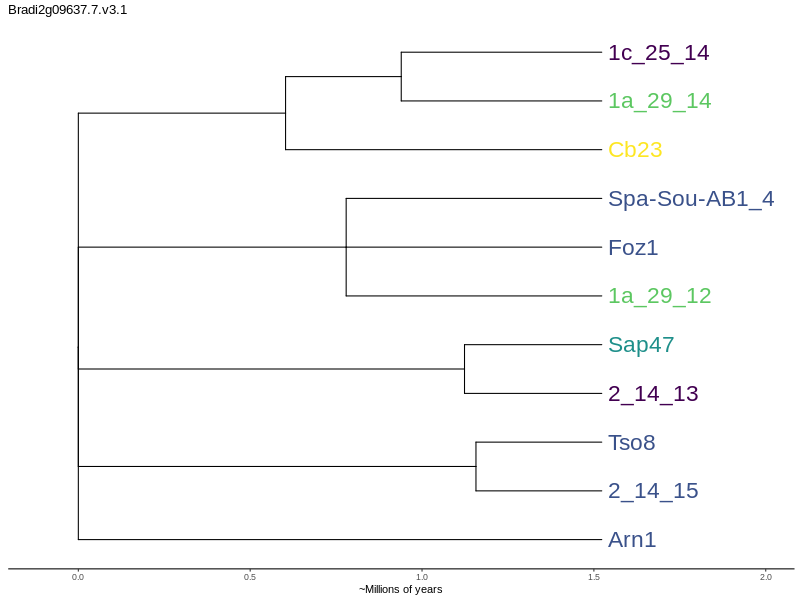 Bradi2g09637.7.v3.1
1c_25_14
1a_29_14
Cb23
Spa-Sou-AB1_4
Foz1
1a_29_12
Sap47
2_14_13
Tso8
2_14_15
Arn1
0.0 0.5 1.0 1.5 2.0
~Millions of years